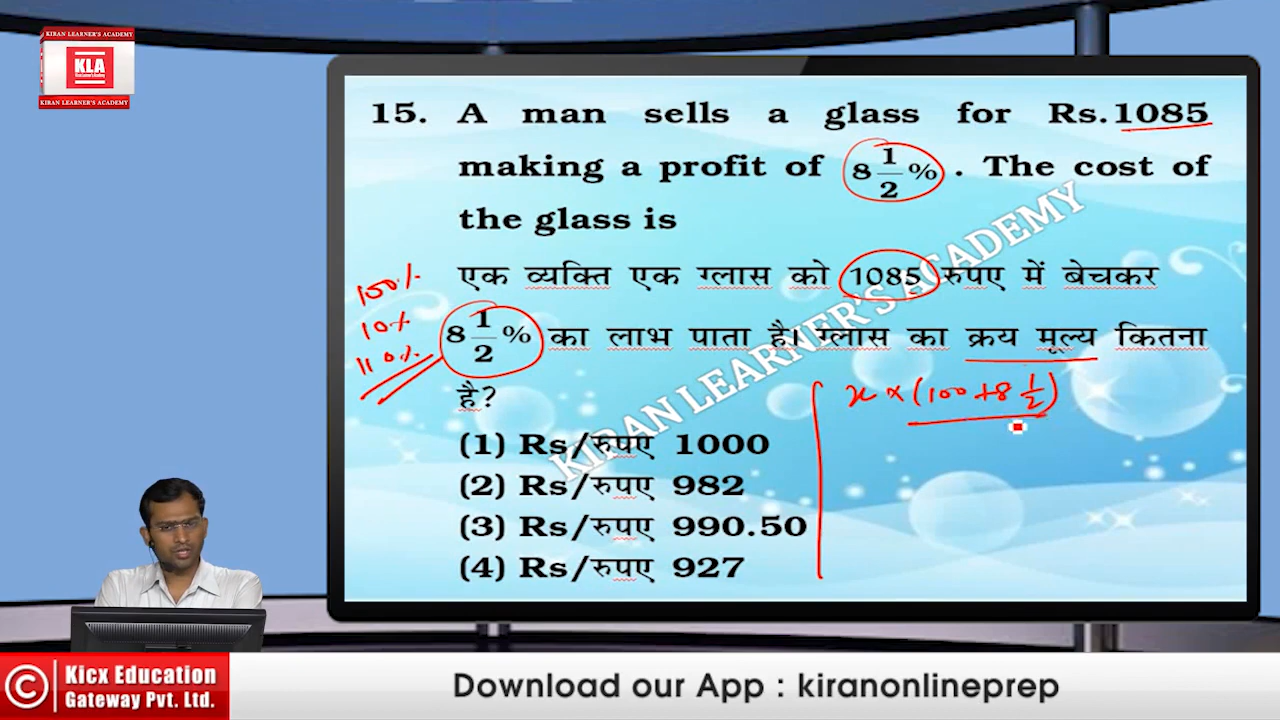 KIRAN LEARNER'S ACADEMY
KLA
Kiran Learner's Academy
KIRAN LEARNER'S ACADEMY
15. A man sells a glass for Rs.1085
making a profit of 8 1/2 % . The cost of
the glass is
एक व्यक्ति एक ग्लास को 1085 रुपए में बेचकर
8 1/2 % का लाभ पाता है। ग्लास का क्रय मूल्य कितना
है?
100%
10%
110%
x × (100 + 8 1/2)
(1) Rs/रुपए 1000
(2) Rs/रुपए 982
(3) Rs/रुपए 990.50
(4) Rs/रुपए 927
KIRAN LEARNER'S ACADEMY
© Kicx Education
Gateway Pvt. Ltd.
Download our App : kiranonlineprep